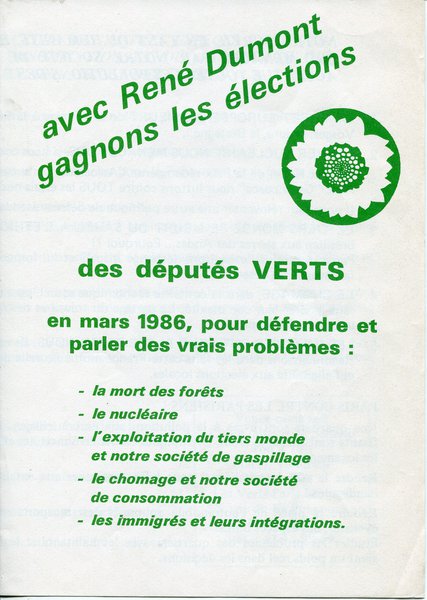 avec René Dumont
gagnons les élections
des députés VERTS
en mars 1986, pour défendre et
parler des vrais problèmes :
- la mort des forêts
- le nucléaire
- l'exploitation du tiers monde
et notre société de gaspillage
- le chomage et notre société
de consommation
- les immigrés et leurs intégrations.